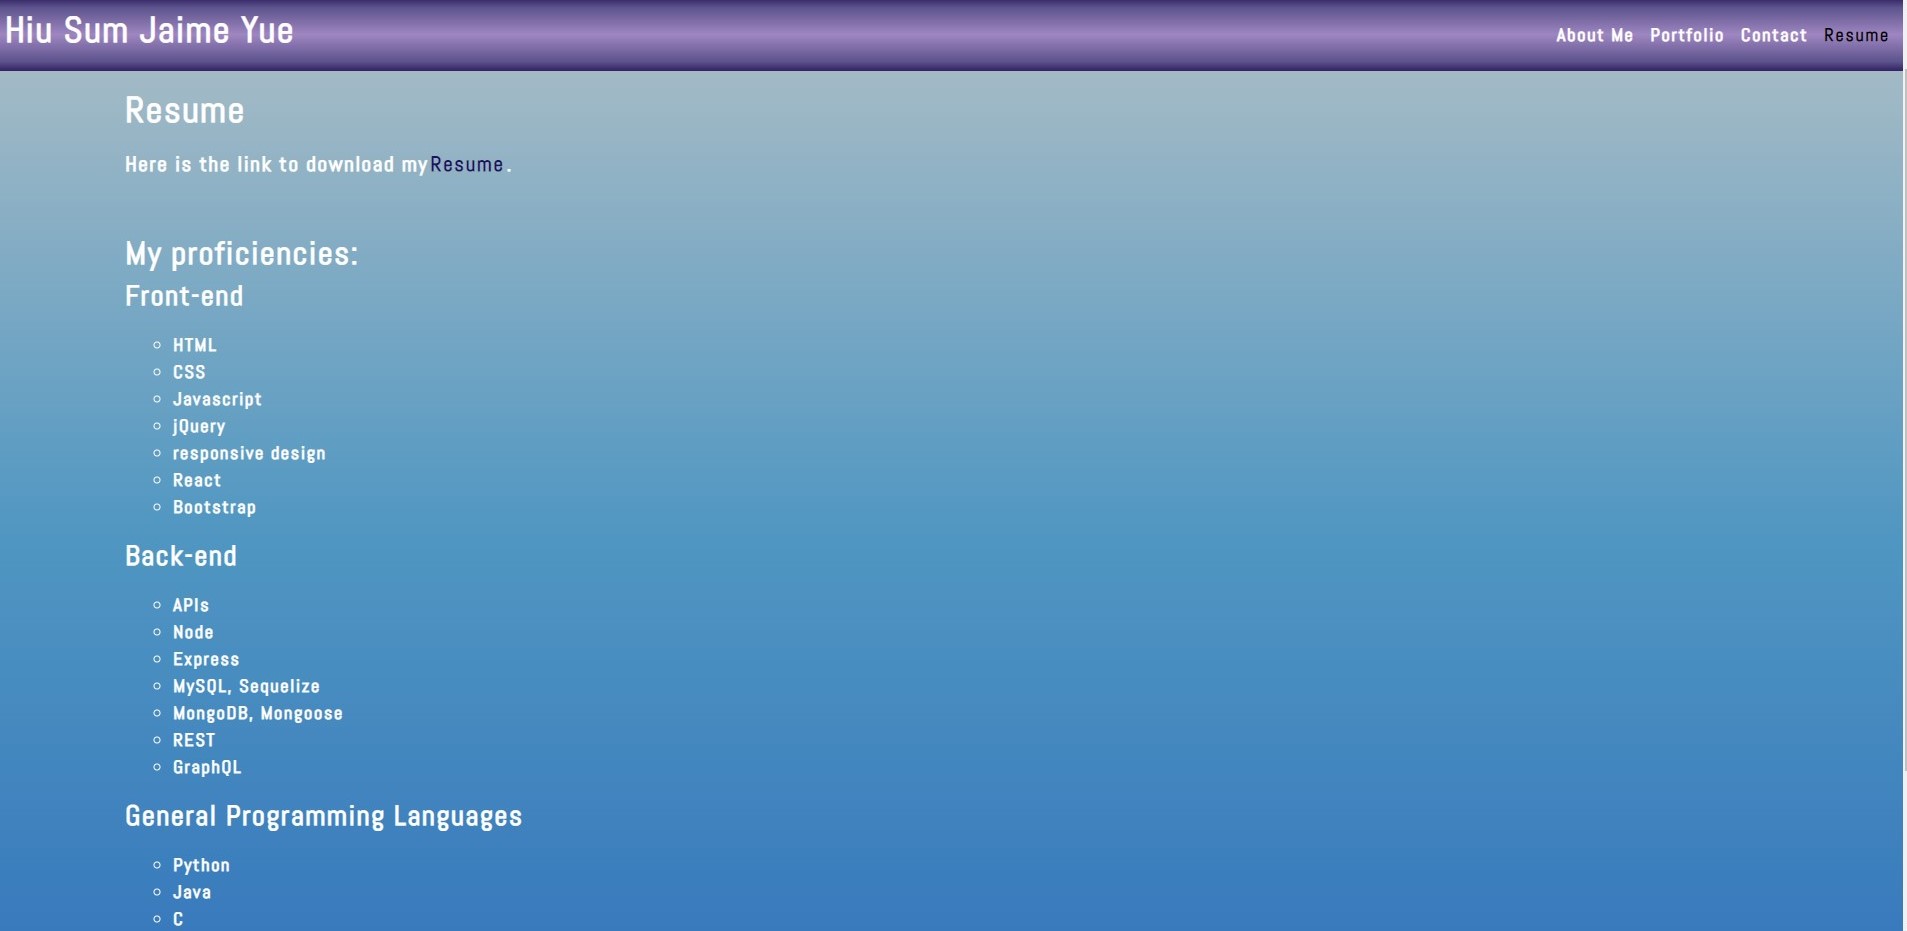 Hiu Sum Jaime Yue
About Me Portfolio Contact Resume
Resume
Here is the link to download my Resume.
My proficiencies:
Front-end
HTML
CSS
Javascript
jQuery
responsive design
React
Bootstrap
Back-end
APIs
Node
Express
MySQL, Sequelize
MongoDB, Mongoose
REST
GraphQL
General Programming Languages
Python
Java
C